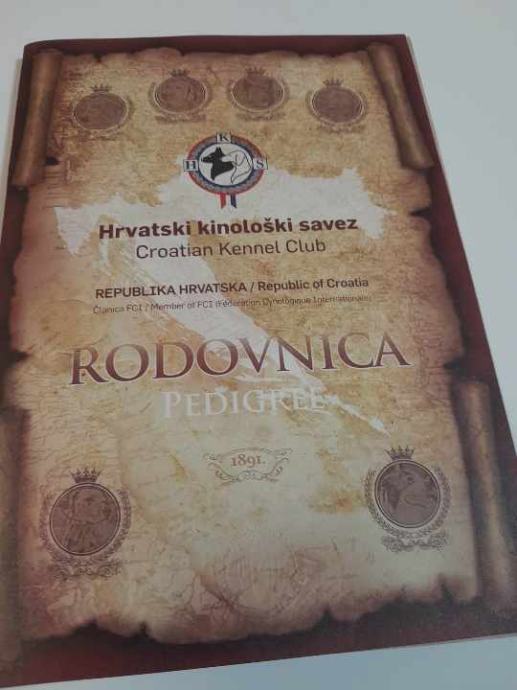 K
H S
Hrvatski kinološki savez
Croatian Kennel Club
REPUBLIKA HRVATSKA / Republic of Croatia
Članica FCI / Member of FCI (Fédération Cynologique Internationale)
RODOVNICA
PEDIGREE
1891.